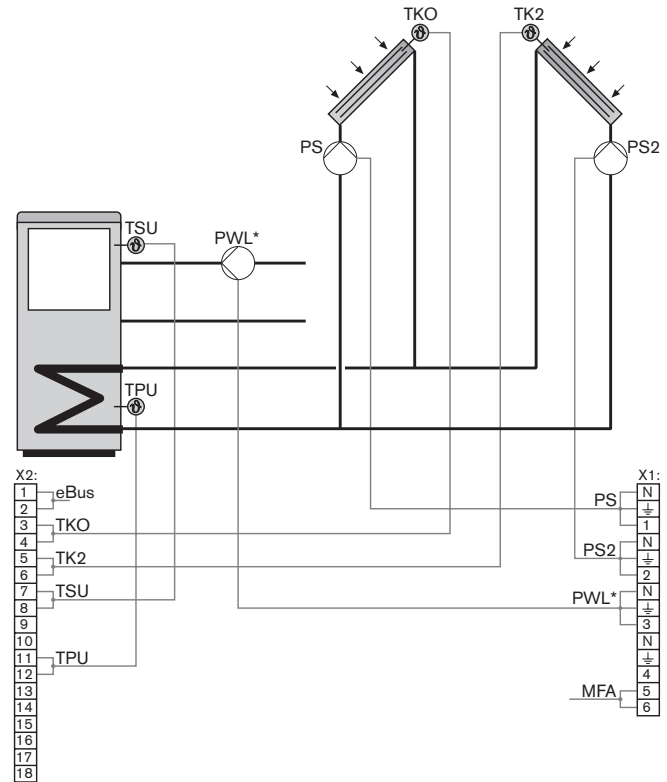 TKO TK2
ϑ ϑ
PS PS2
TSU
ϑ
PWL*
TPU
ϑ
X2:
1 eBus
2
3 TKO
4
5 TK2
6
7 TSU
8
9
10
11 TPU
12
13
14
15
16
17
18
X1:
PS N
1
PS2 N
2
PWL* N
3
N
4
MFA 5
6